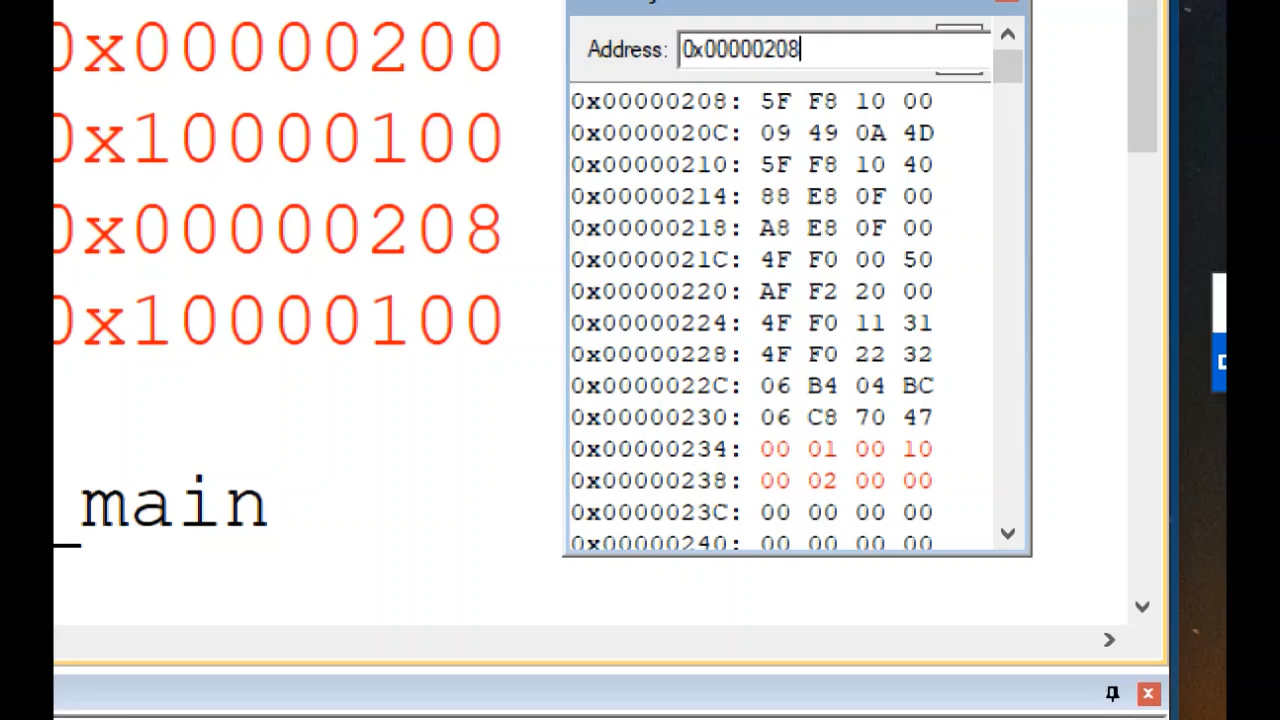 0x00000200
0x10000100
0x00000208
0x10000100
_main
Address: 0x00000208
0x00000208: 5F F8 10 00
0x0000020C: 09 49 0A 4D
0x00000210: 5F F8 10 40
0x00000214: 88 E8 0F 00
0x00000218: A8 E8 0F 00
0x0000021C: 4F F0 00 50
0x00000220: AF F2 20 00
0x00000224: 4F F0 11 31
0x00000228: 4F F0 22 32
0x0000022C: 06 B4 04 BC
0x00000230: 06 C8 70 47
0x00000234: 00 01 00 10
0x00000238: 00 02 00 00
0x0000023C: 00 00 00 00
0x00000240: 00 00 00 00